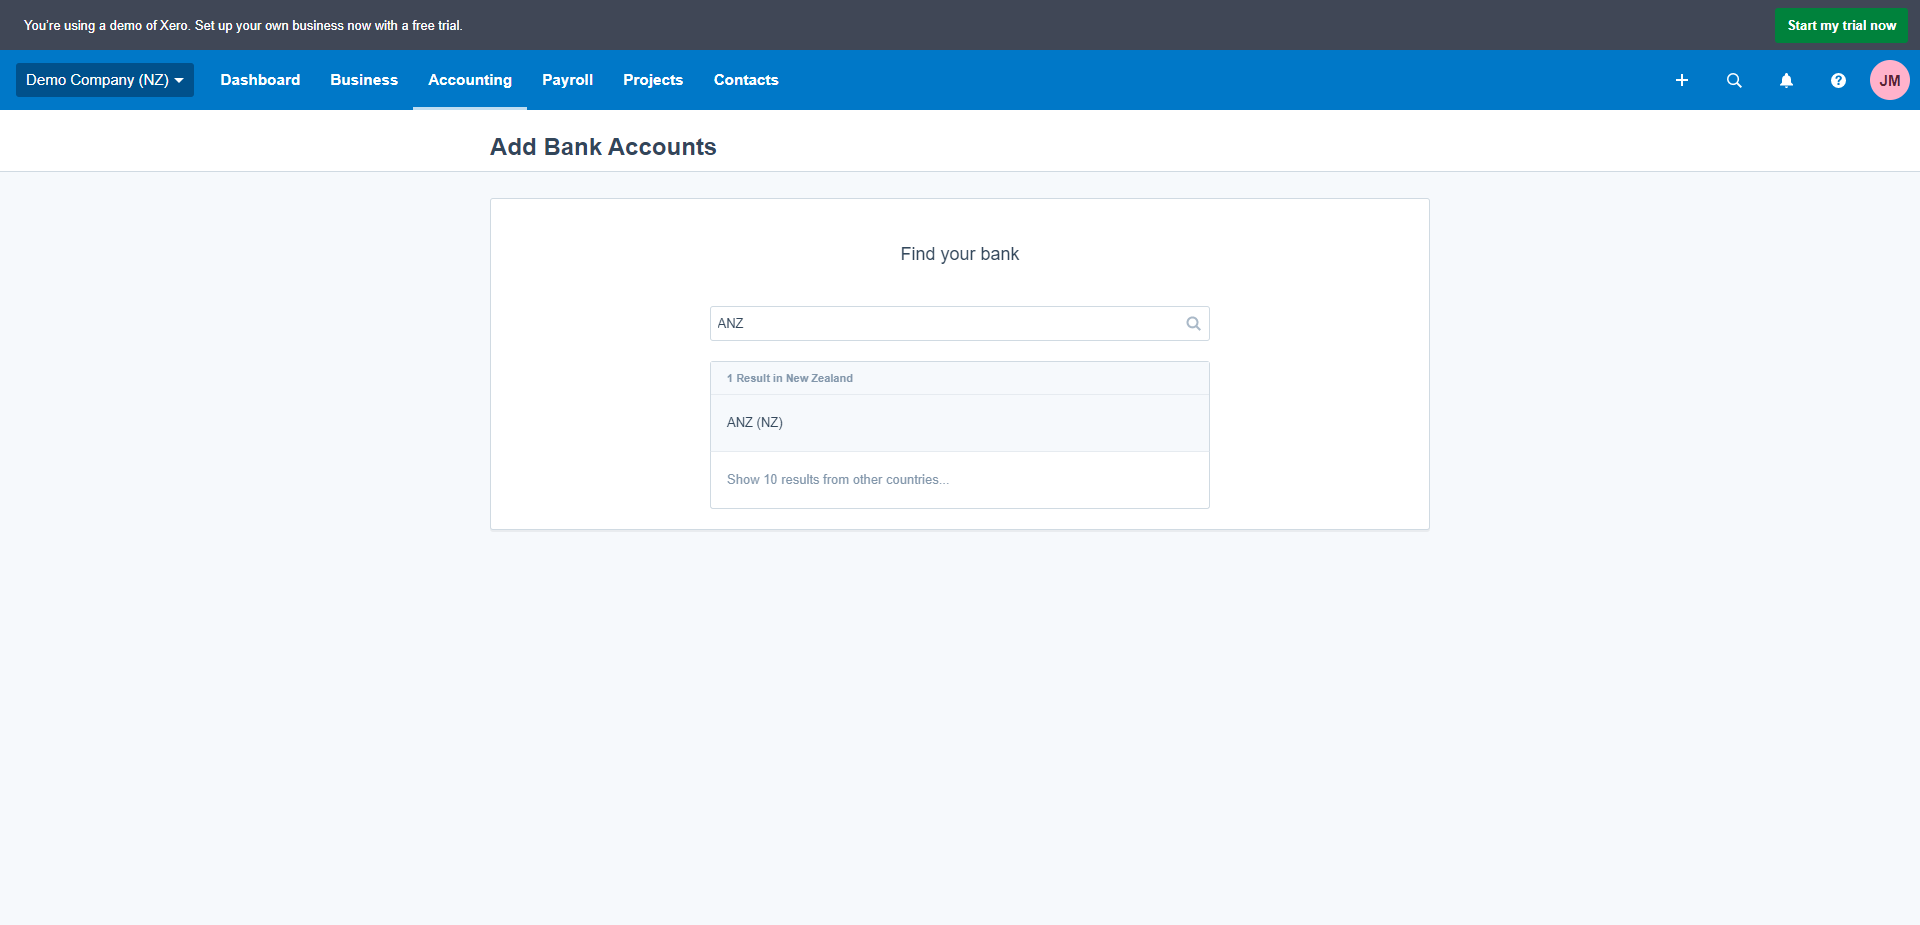 You're using a demo of Xero. Set up your own business now with a free trial.
Start my trial now
Demo Company (NZ)
Dashboard
Business
Accounting
Payroll
Projects
Contacts
JM
Add Bank Accounts
Find your bank
ANZ
1 Result in New Zealand
ANZ (NZ)
Show 10 results from other countries...